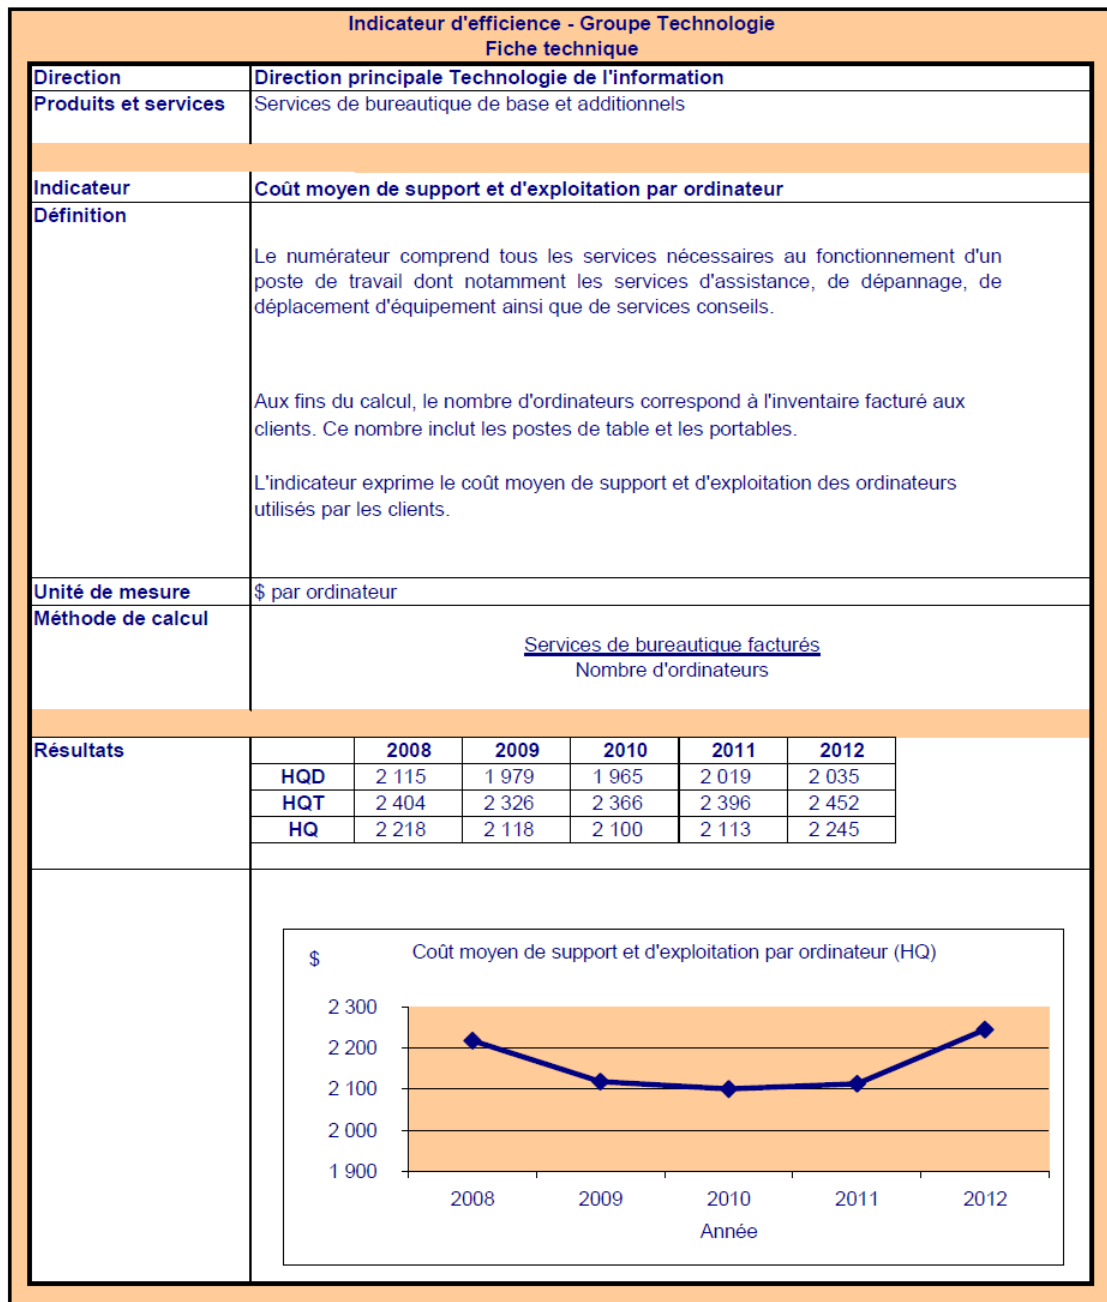 Indicateur d'efficience - Groupe Technologie
Fiche technique
Direction Direction principale Technologie de l'information
Produits et services Services de bureautique de base et additionnels
Indicateur Coût moyen de support et d'exploitation par ordinateur
Définition
Le numérateur comprend tous les services nécessaires au fonctionnement d'un
poste de travail dont notamment les services d'assistance, de dépannage, de
déplacement d'équipement ainsi que de services conseils.
Aux fins du calcul, le nombre d'ordinateurs correspond à l'inventaire facturé aux
clients. Ce nombre inclut les postes de table et les portables.
L'indicateur exprime le coût moyen de support et d'exploitation des ordinateurs
utilisés par les clients.
Unité de mesure $ par ordinateur
Méthode de calcul
Services de bureautique facturés
Nombre d'ordinateurs
Résultats 2008 2009 2010 2011 2012
HQD 2 115 1 979 1 965 2 019 2 035
HQT 2 404 2 326 2 366 2 396 2 452
HQ 2 218 2 118 2 100 2 113 2 245
$ Coût moyen de support et d'exploitation par ordinateur (HQ)
2 300
2 200
2 100
2 000
1 900
2008 2009 2010 2011 2012
Année